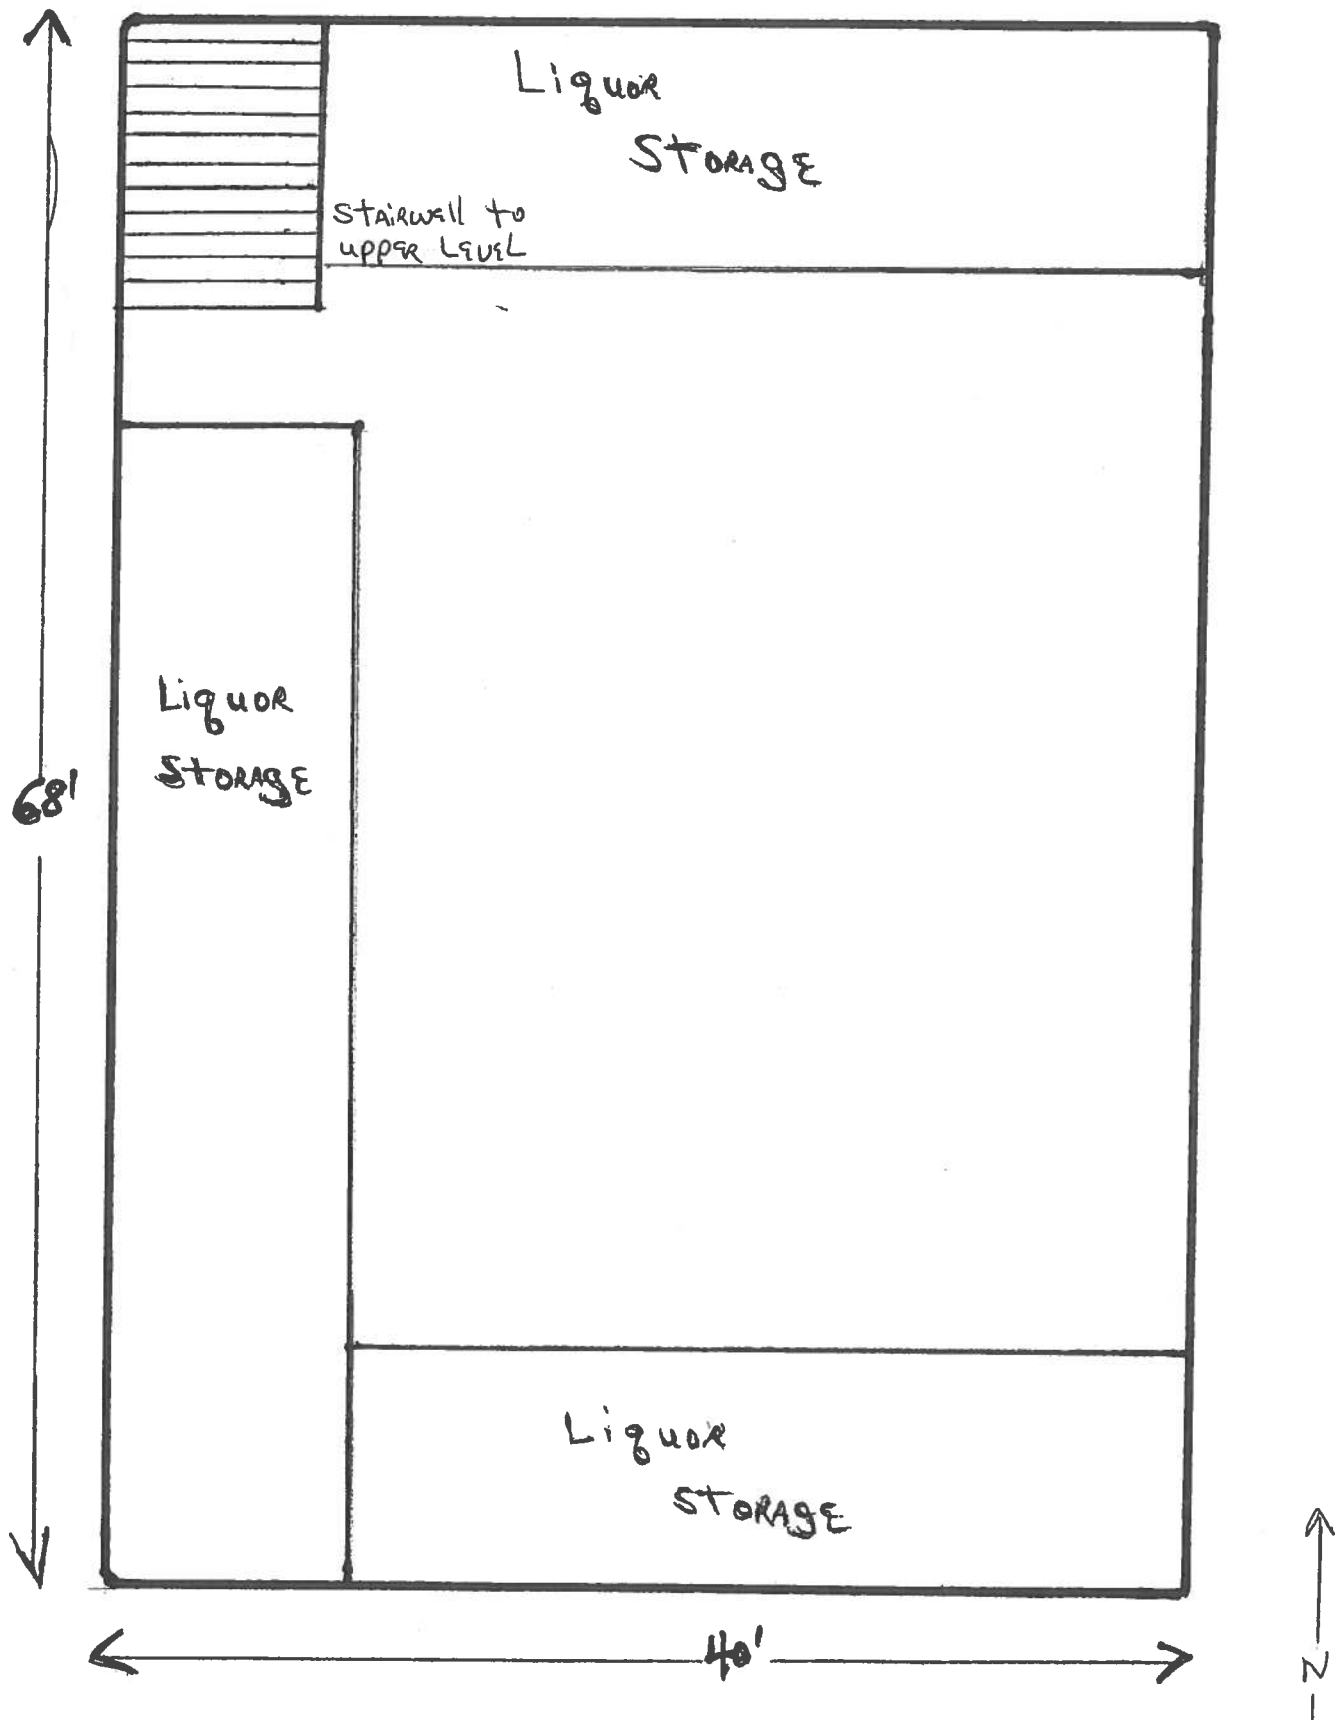 Liquor
STORAGE
STAIRWELL to
UPPER LEVEL
Liquor
STORAGE
68'
Liquor
STORAGE
40'
N